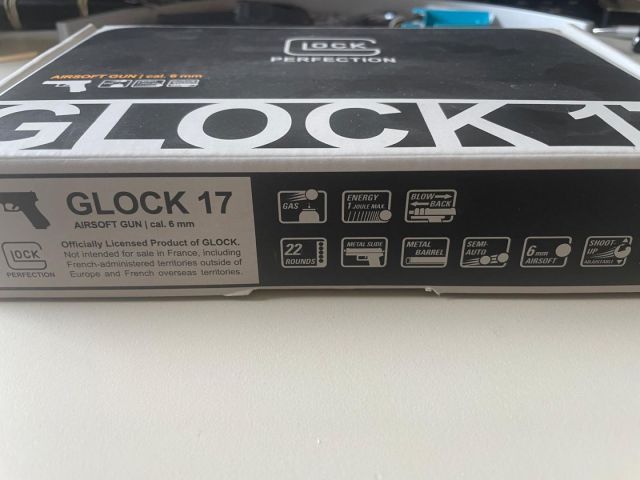 GLOCK
PERFECTION
AIRSOFT GUN | cal. 6 mm
GLOCK 17
GLOCK 17
AIRSOFT GUN | cal. 6 mm
Officially Licensed Product of GLOCK.
Not intended for sale in France, including
French-administered territories outside of
Europe and French overseas territories.
GLOCK
PERFECTION
GAS
ENERGY
1 JOULE MAX.
BLOW
BACK
22
ROUNDS
METAL SLIDE
METAL
BARREL
SEMI-
AUTO
6mm
AIRSOFT
SHOOT-
UP
ADJUSTABLE